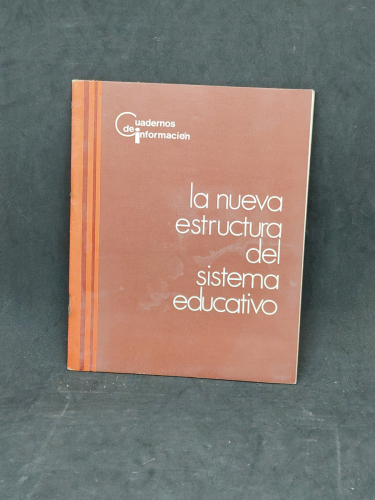 Cuadernos
de información
la nueva
estructura
del
sistema
educativo